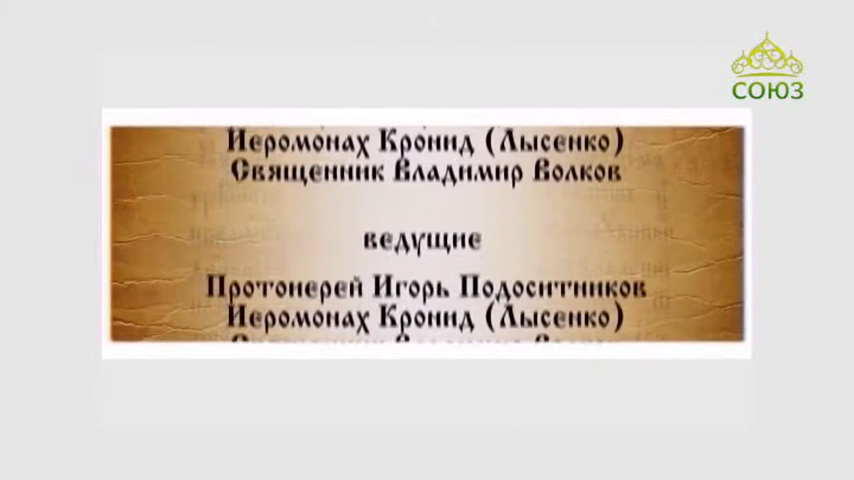 СОЮЗ
Иеромонах Кронид (Лысенко)
Священник Владимир Волков
ведущие
Протоиерей Игорь Подоситников
Иеромонах Кронид (Лысенко)